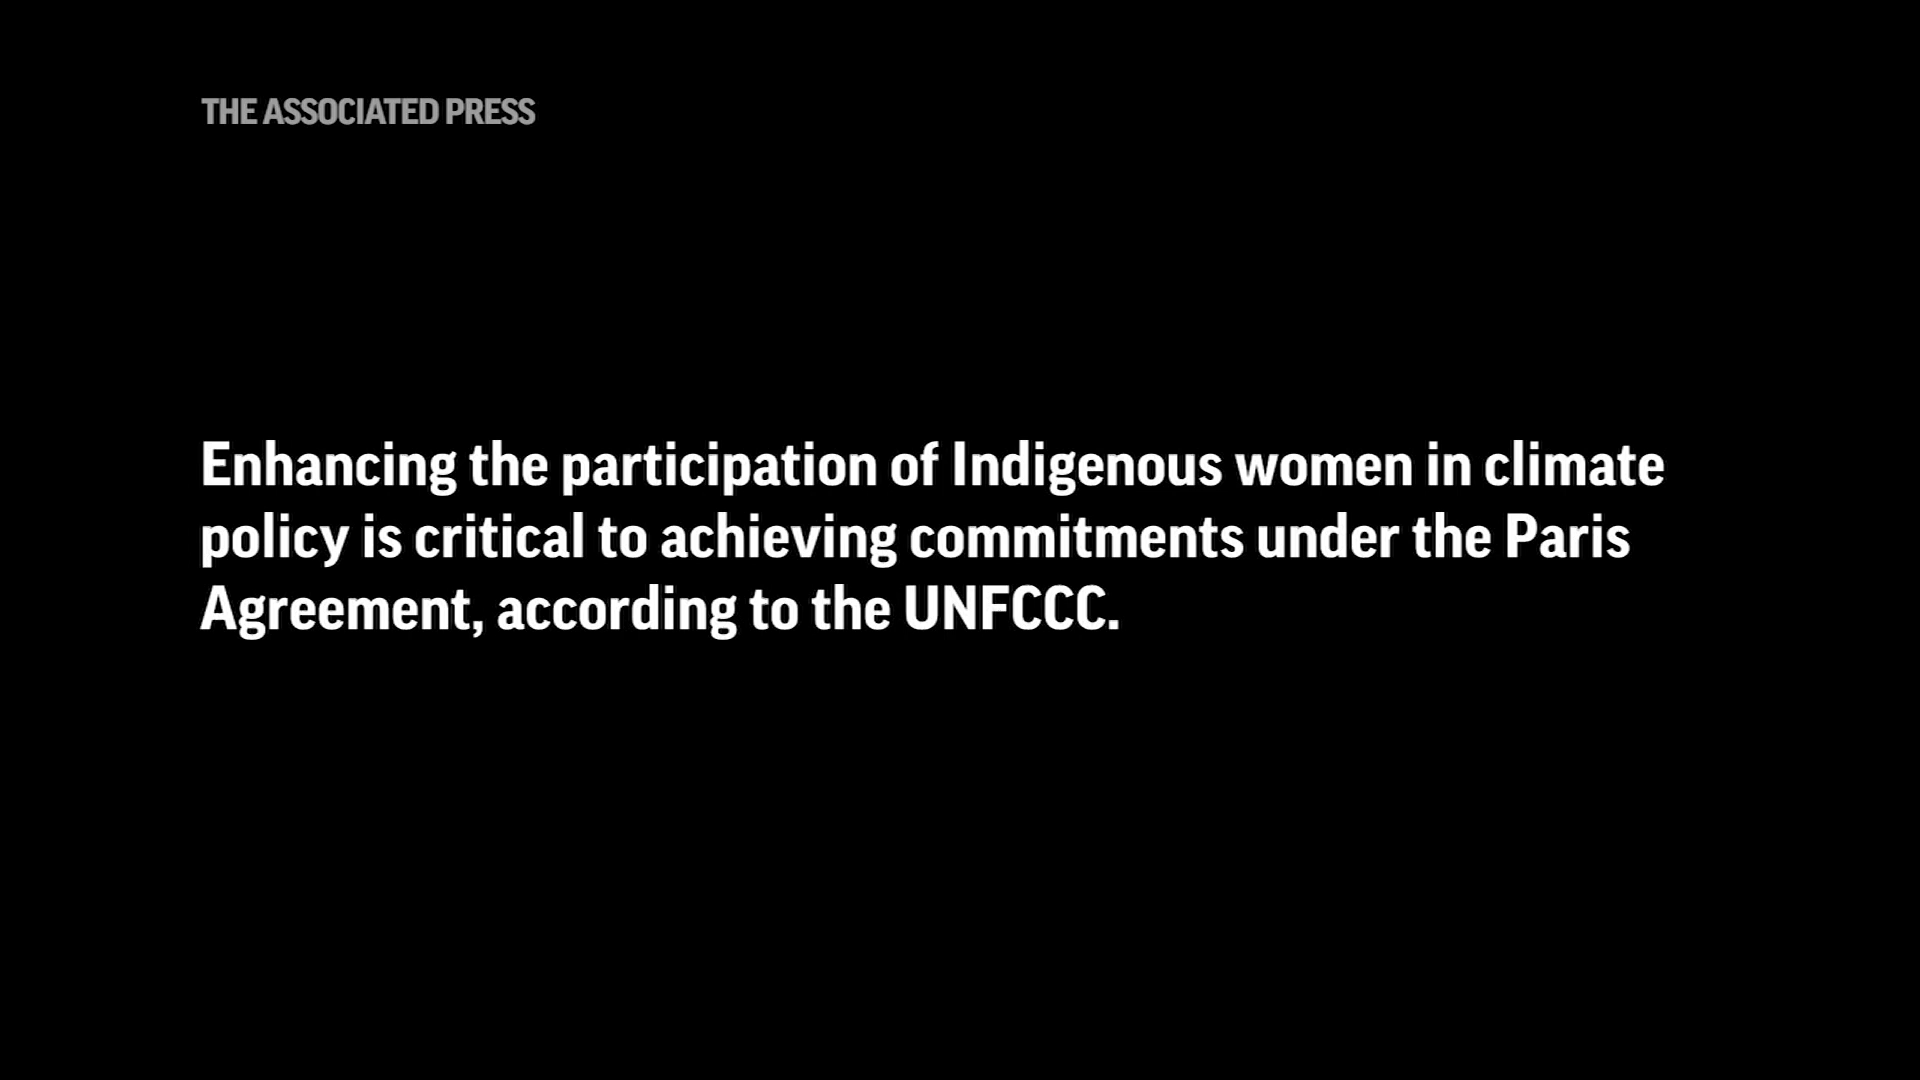 THE ASSOCIATED PRESS
Enhancing the participation of Indigenous women in climate
policy is critical to achieving commitments under the Paris
Agreement, according to the UNFCCC.